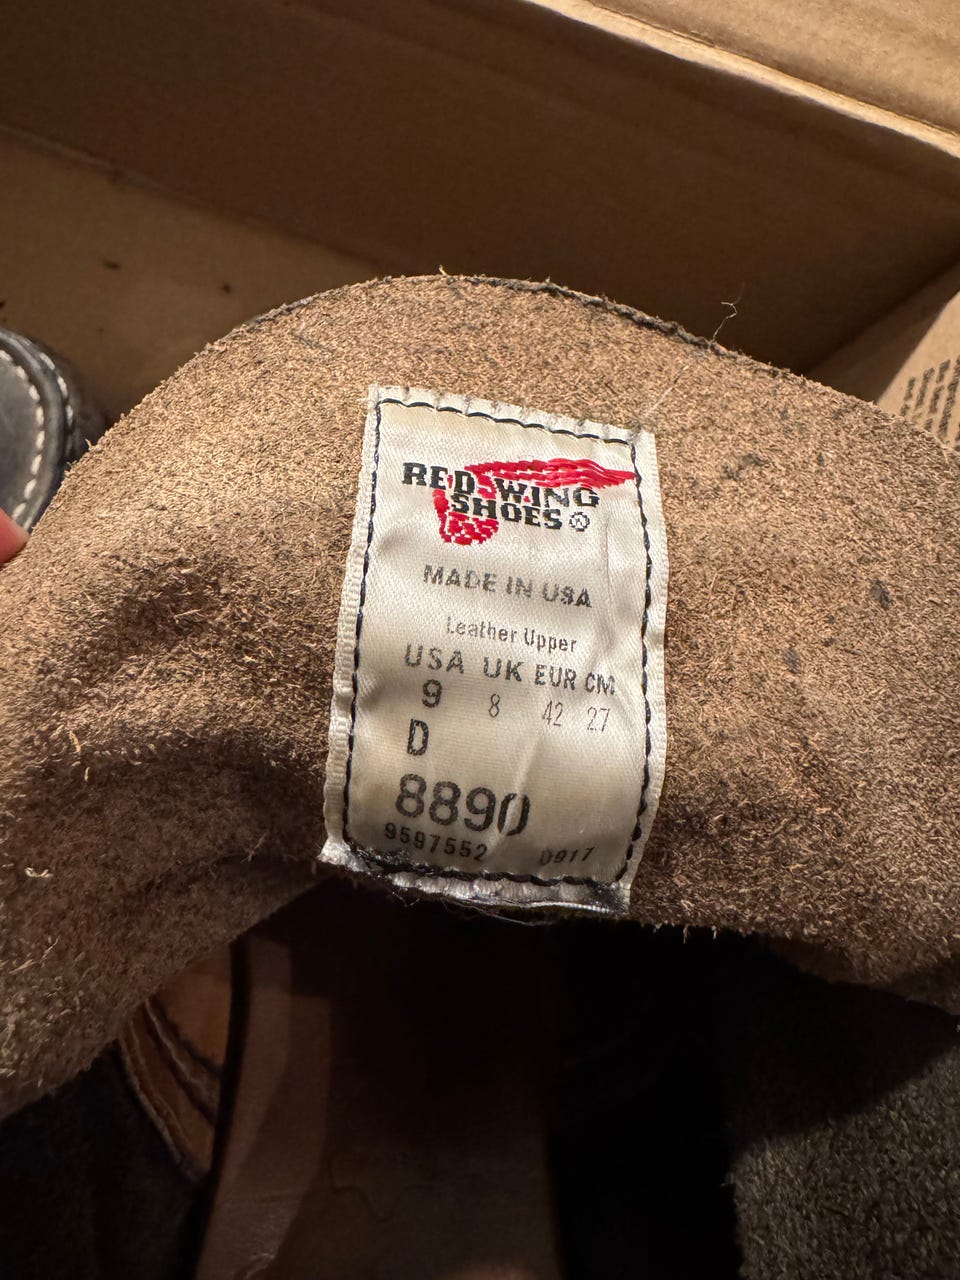 RED WING
SHOES®
MADE IN USA
Leather Upper
USA UK EUR CM
9 8 42 27
D
8890
9597552 0917